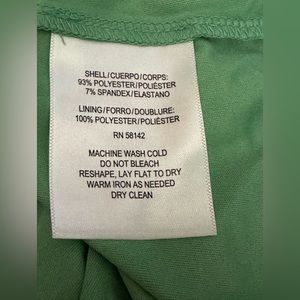 SHELL/CUERPO/CORPS:
93% POLYESTER/POLIÉSTER
7% SPANDEX/ELASTANO
LINING/FORRO/DOUBLURE:
100% POLYESTER/POLIÉSTER
RN 58142
MACHINE WASH COLD
DO NOT BLEACH
RESHAPE, LAY FLAT TO DRY
WARM IRON AS NEEDED
DRY CLEAN